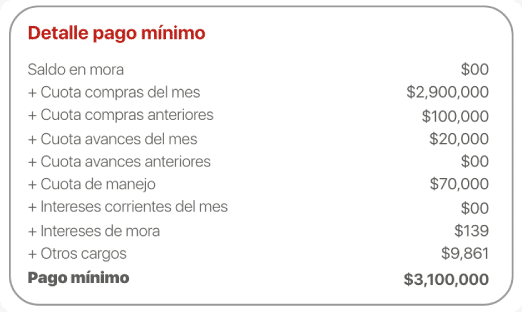 Detalle pago mínimo
Saldo en mora $00
+ Cuota compras del mes $2,900,000
+ Cuota compras anteriores $100,000
+ Cuota avances del mes $20,000
+ Cuota avances anteriores $00
+ Cuota de manejo $70,000
+ Intereses corrientes del mes $00
+ Intereses de mora $139
+ Otros cargos $9,861
Pago mínimo $3,100,000